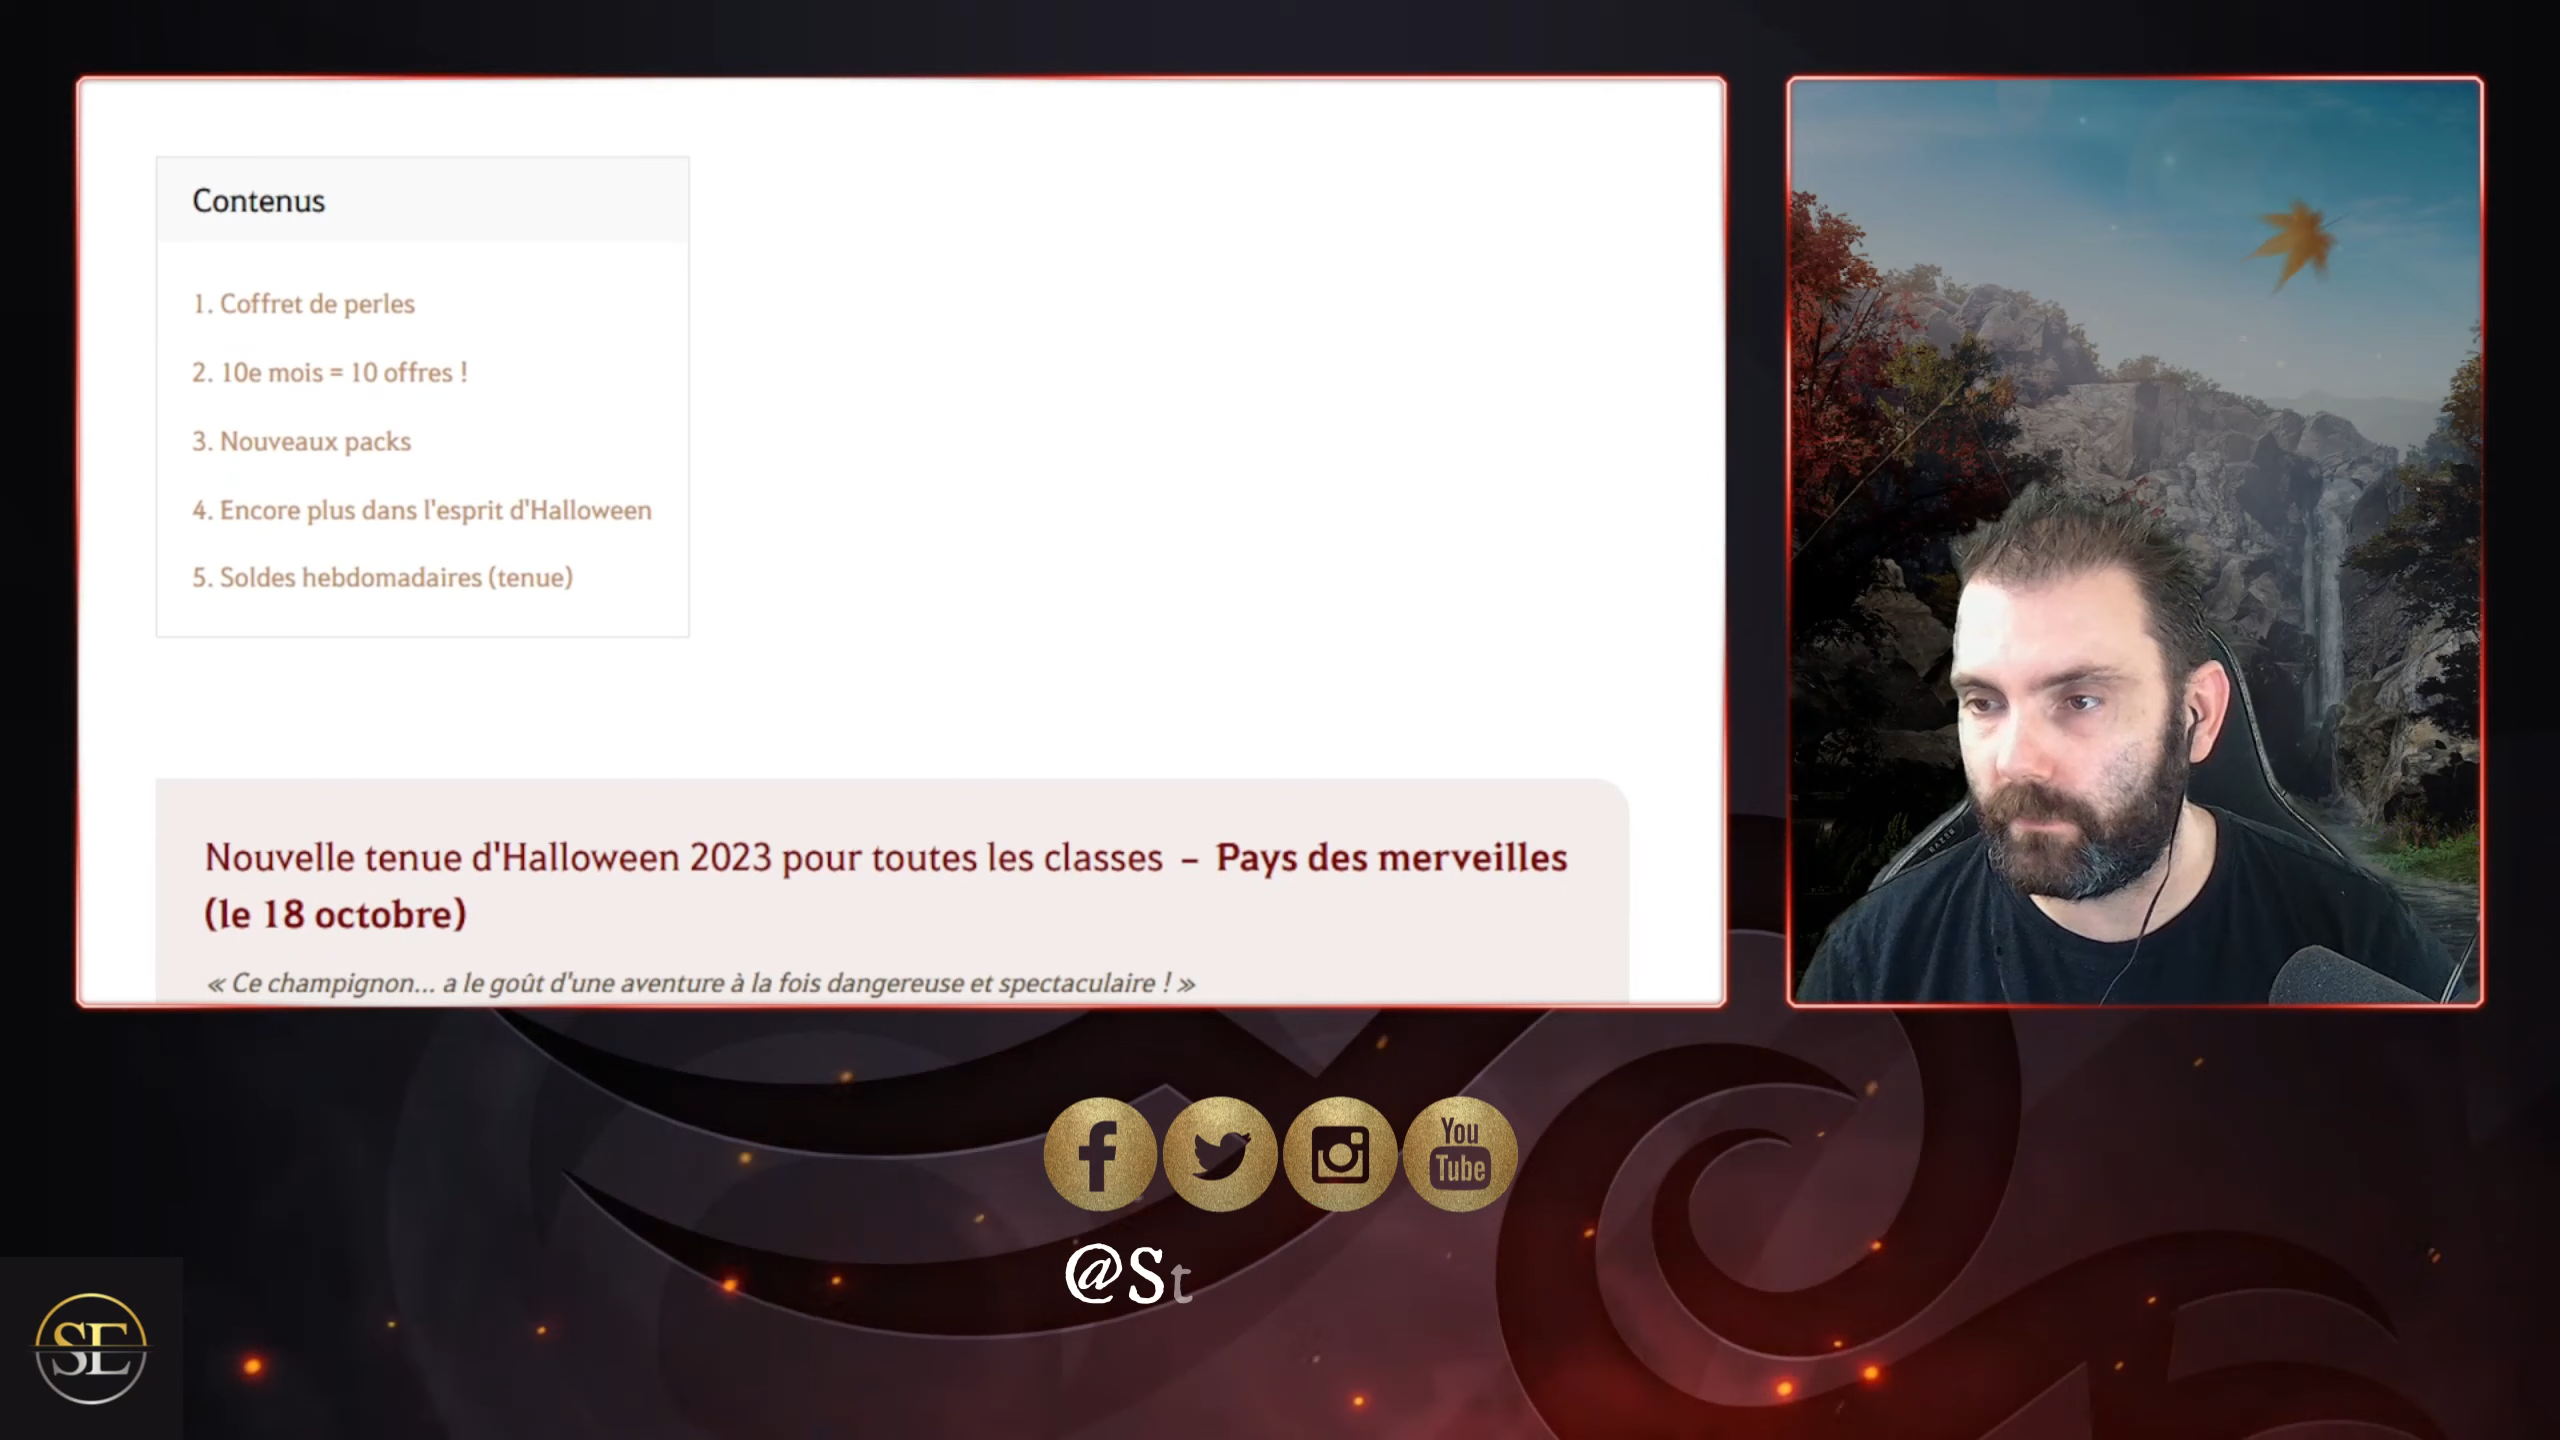 Contenus
1. Coffret de perles
2. 10e mois = 10 offres !
3. Nouveaux packs
4. Encore plus dans l'esprit d'Halloween
5. Soldes hebdomadaires (tenue)
Nouvelle tenue d'Halloween 2023 pour toutes les classes – Pays des merveilles
(le 18 octobre)
« Ce champignon... a le goût d'une aventure à la fois dangereuse et spectaculaire ! »
RAZER
You
Tube
@St
SE